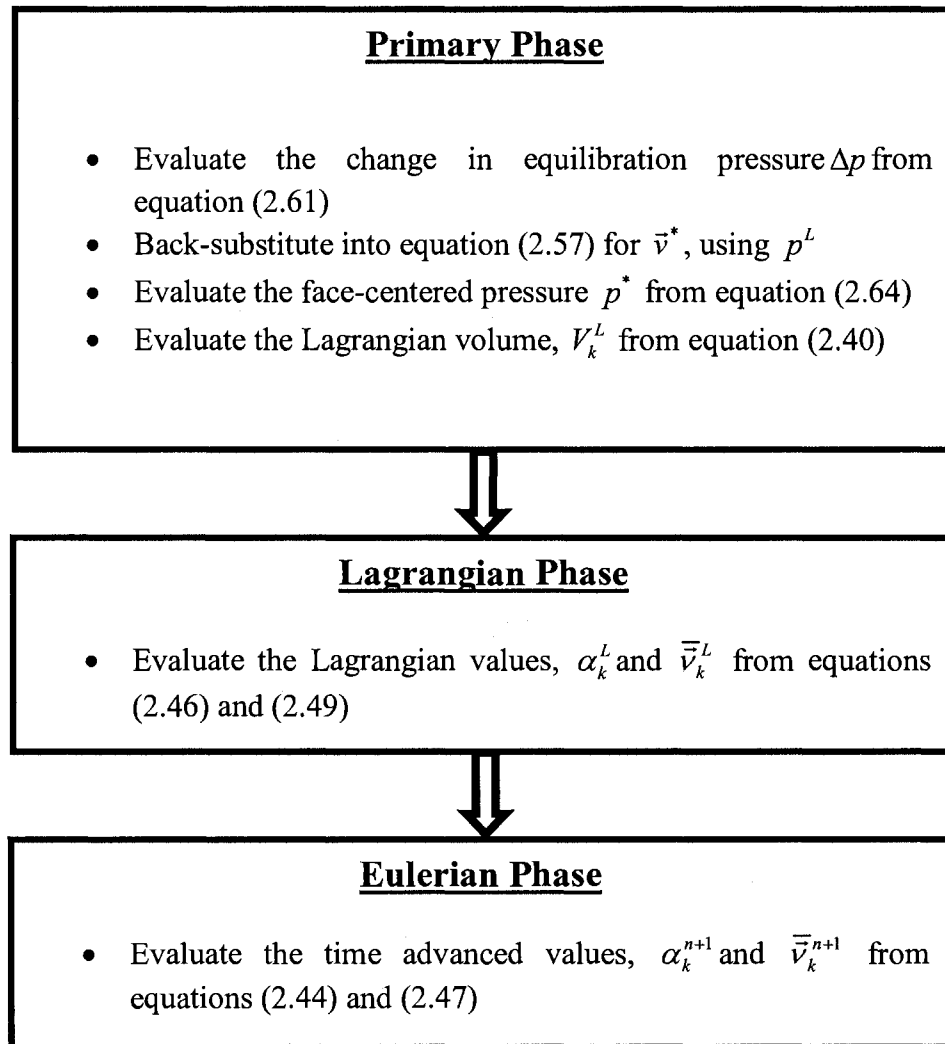 Primary Phase
• Evaluate the change in equilibration pressure Δp from
equation (2.61)
• Back-substitute into equation (2.57) for v⃗*, using p^L
• Evaluate the face-centered pressure p* from equation (2.64)
• Evaluate the Lagrangian volume, V_k^L from equation (2.40)
Lagrangian Phase
• Evaluate the Lagrangian values, α_k^L and v⃗̅_k^L from equations
(2.46) and (2.49)
Eulerian Phase
• Evaluate the time advanced values, α_k^{n+1} and v⃗̅_k^{n+1} from
equations (2.44) and (2.47)